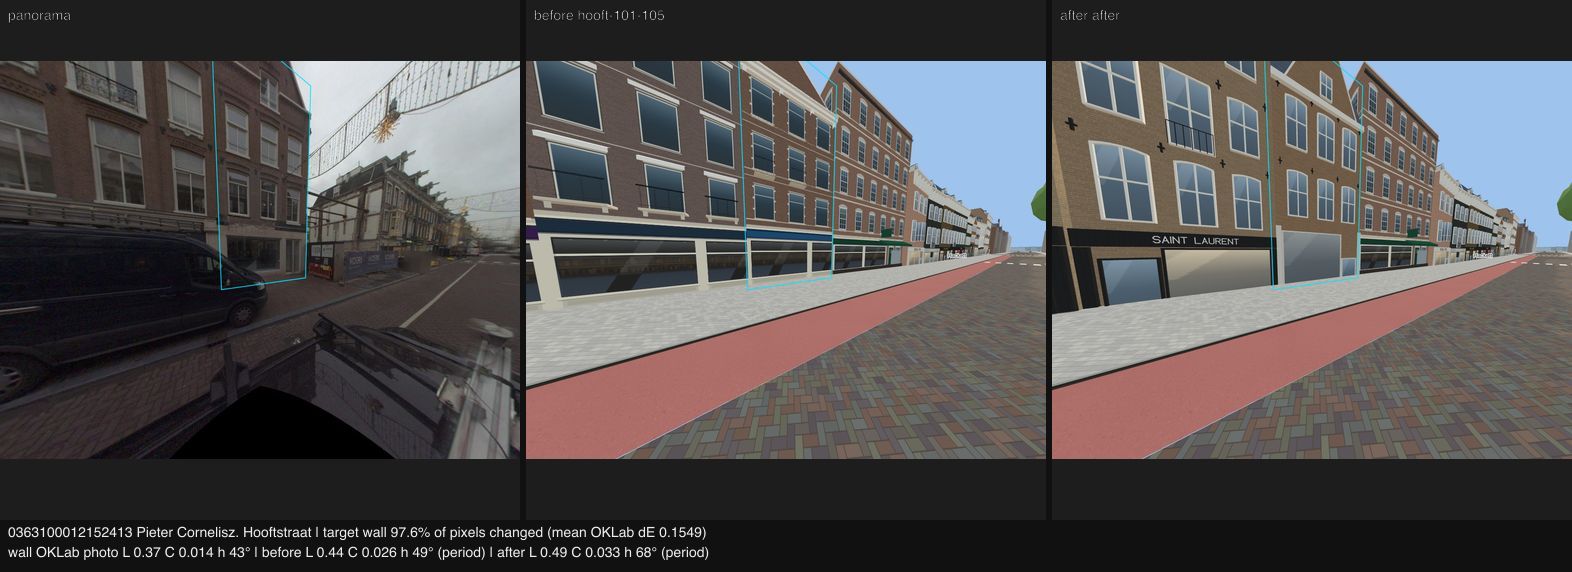 panorama
before hooft-101-105
after after
SAINT LAURENT
0363100012152413 Pieter Cornelisz. Hooftstraat | target wall 97.6% of pixels changed (mean OKLab dE 0.1549)
wall OKLab photo L 0.37 C 0.014 h 43° | before L 0.44 C 0.026 h 49° (period) | after L 0.49 C 0.033 h 68° (period)